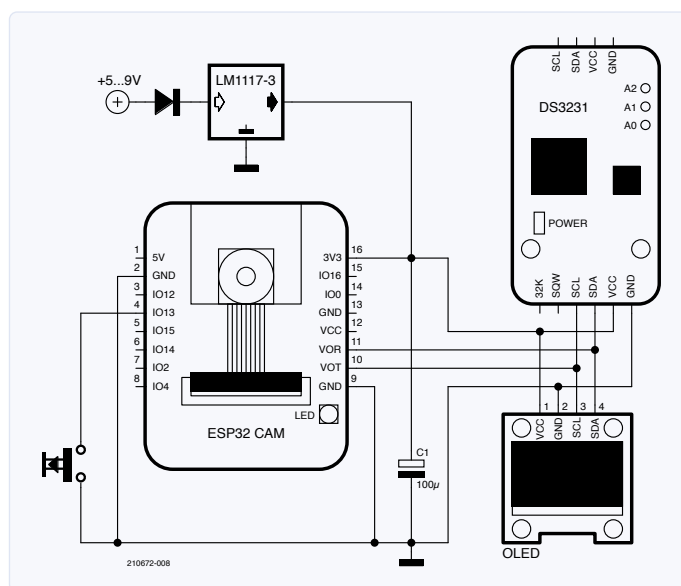 +5...9V
LM1117-3
SCL
SDA
VCC
GND
A2
A1
A0
DS3231
POWER
32K
SQW
SCL
SDA
VCC
GND
1 5V
2 GND
3 IO12
4 IO13
5 IO15
6 IO14
7 IO2
8 IO4
3V3 16
IO16 15
IO0 14
GND 13
VCC 12
VOR 11
VOT 10
GND 9
LED
ESP32 CAM
C1
100µ
1 2 3 4
VCC
GND
SCL
SDA
OLED
210672-008